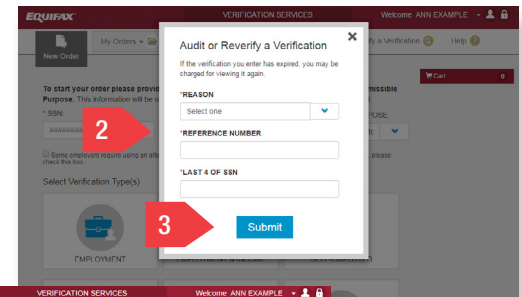 EQUIFAX VERIFICATION SERVICES Welcome ANN EXAMPLE
New Order
My Orders
fy a Verification
Help
Cart 0
Audit or Reverify a Verification
If the verification you enter has expired, you may be
charged for viewing it again.
*REASON
Select one
*REFERENCE NUMBER
*LAST 4 OF SSN
Submit
2
3
To start your order please provi
missible
Purpose. This information will be u
* SSN:
POSE
Some employers require using an alt
, please
check this box.
Select Verification Type(s)
EMPLOYMENT
VERIFICATION SERVICES Welcome ANN EXAMPLE